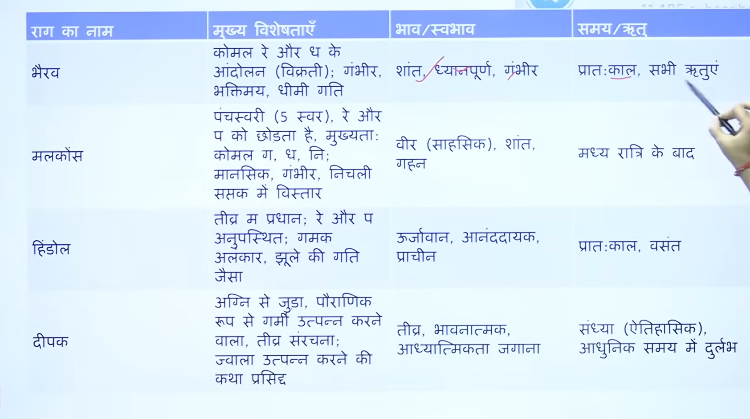 राग का नाम
मुख्य विशेषताएँ
भाव/स्वभाव
समय/ऋतु
भैरव
कोमल रे और ध के
आंदोलन (विक्रती); गंभीर,
भक्तिमय, धीमी गति
शांत, ध्यानपूर्ण, गंभीर
प्रात:काल, सभी ऋतुएं
मलकोंस
पंचस्वरी (5 स्वर), रे और
प को छोडता है, मुख्यता:
कोमल ग, ध, नि;
मानसिक, गंभीर, निचली
सप्तक में विस्तार
वीर (साहसिक), शांत,
गहन
मध्य रात्रि के बाद
हिंडोल
तीव्र म प्रधान; रे और प
अनुपस्थित; गमक
अलंकार, झूले की गति
जैसा
ऊर्जावान, आनंददायक,
प्राचीन
प्रात:काल, वसंत
दीपक
अग्नि से जुडा, पौराणिक
रूप से गर्मी उत्पन्न करने
वाला, तीव्र संरचना;
ज्वाला उत्पन्न करने की
कथा प्रसिद्द
तीव्र, भावनात्मक,
आध्यात्मिकता जगाना
संध्या (ऐतिहासिक),
आधुनिक समय में दुर्लभ